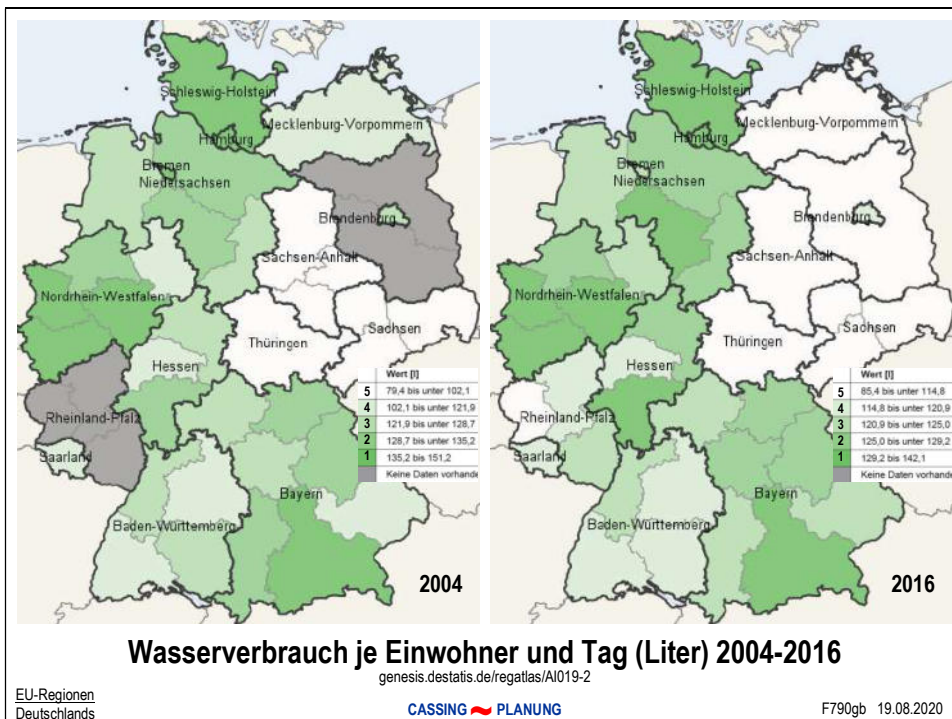 Schleswig-Holstein
Mecklenburg-Vorpommern
Hamburg
Bremen
Niedersachsen
Brandenburg
Sachsen-Anhalt
Nordrhein-Westfalen
Sachsen
Thüringen
Hessen
Rheinland-Pfalz
Saarland
Bayern
Baden-Württemberg
Wert [l]
5 79,4 bis unter 102,1
4 102,1 bis unter 121,9
3 121,9 bis unter 128,7
2 128,7 bis unter 135,2
1 135,2 bis 151,2
Keine Daten vorhande
2004
Schleswig-Holstein
Mecklenburg-Vorpommern
Hamburg
Bremen
Niedersachsen
Brandenburg
Sachsen-Anhalt
Nordrhein-Westfalen
Sachsen
Thüringen
Hessen
Rheinland-Pfalz
Saarland
Bayern
Baden-Württemberg
Wert [l]
5 85,4 bis unter 114,8
4 114,8 bis unter 120,9
3 120,9 bis unter 125,0
2 125,0 bis unter 129,2
1 129,2 bis 142,1
Keine Daten vorhande
2016
Wasserverbrauch je Einwohner und Tag (Liter) 2004-2016
genesis.destatis.de/regatlas/AI019-2
EU-Regionen
Deutschlands
CASSING PLANUNG
F790gb 19.08.2020